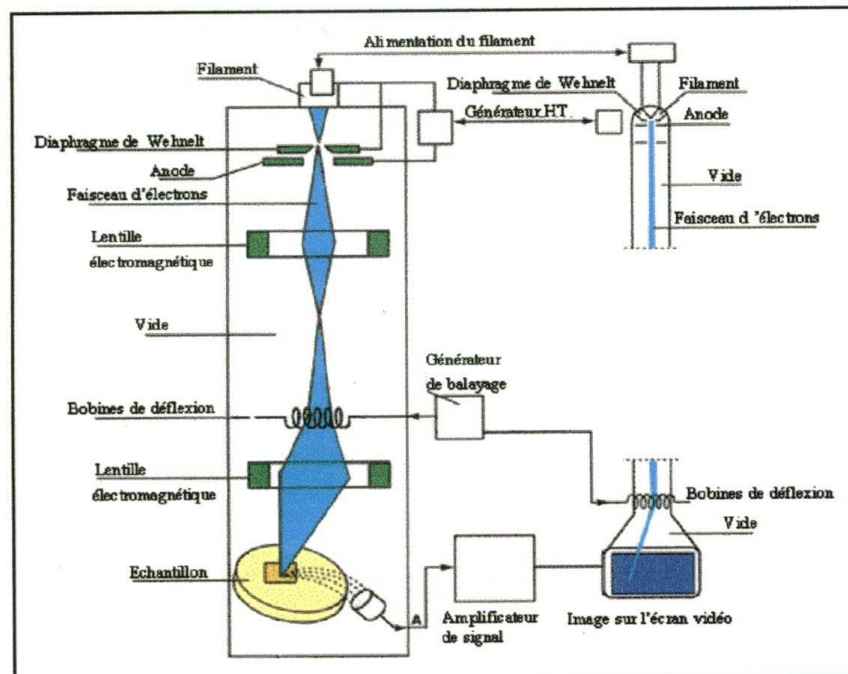 Alimentation du filament
Filament
Diaphragme de Wehnelt
Filament
Générateur HT
Anode
Diaphragme de Wehnelt
Anode
Vide
Faisceau d'électrons
Faisceau d'électrons
Lentille
électromagnétique
Vide
Générateur
de balayage
Bobines de déflexion
Lentille
électromagnétique
Bobines de déflexion
Vide
Echantillon
A
Amplificateur
de signal
Image sur l'écran vidéo